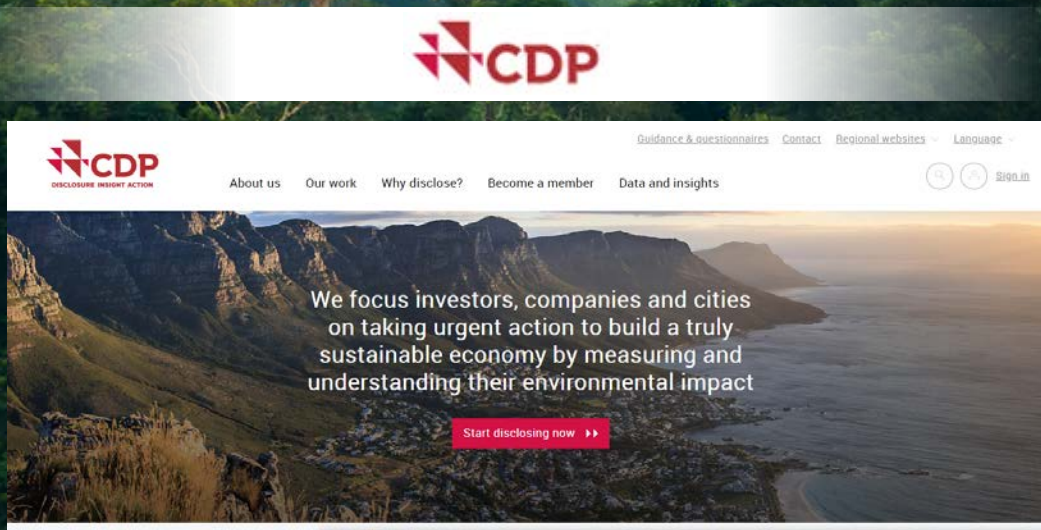 CDP
Guidance & questionnaires Contact Regional websites Language
CDP
DISCLOSURE INSIGHT ACTION
About us Our work Why disclose? Become a member Data and insights
Sign in
We focus investors, companies and cities
on taking urgent action to build a truly
sustainable economy by measuring and
understanding their environmental impact
Start disclosing now